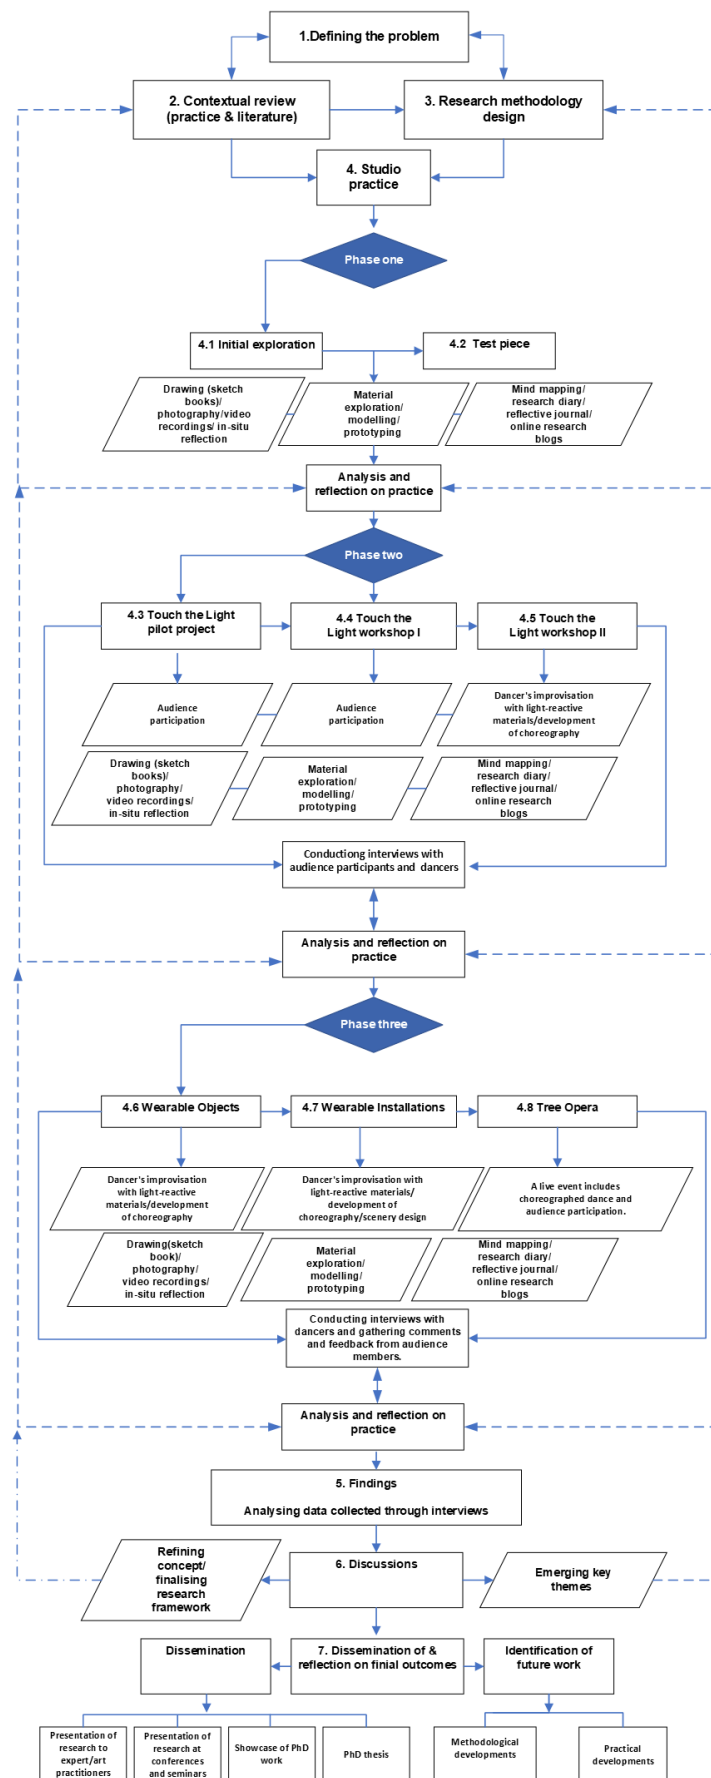 1.Defining the problem
2. Contextual review
(practice & literature)
3. Research methodology
design
4. Studio
practice
Phase one
4.1 Initial exploration
4.2 Test piece
Drawing (sketch
books)/
photography/video
recordings/ in-situ
reflection
Material
exploration/
modelling/
prototyping
Mind mapping/
research diary/
reflective journal/
online research
blogs
Analysis and
reflection on practice
Phase two
4.3 Touch the Light
pilot project
4.4 Touch the
Light workshop I
4.5 Touch the
Light workshop II
Audience
participation
Audience
participation
Dancer's improvisation
with light-reactive
materials/development
of choreography
Drawing (sketch
books)/
photography/
video recordings/
in-situ reflection
Material
exploration/
modelling/
prototyping
Mind mapping/
research diary/
reflective journal/
online research
blogs
Conductiong interviews with
audience participants and dancers
Analysis and reflection on
practice
Phase three
4.6 Wearable Objects
4.7 Wearable Installations
4.8 Tree Opera
Dancer's improvisation
with light-reactive
materials/development
of choreography
Dancer's improvisation with
light-reactive materials/
development of
choreography/scenery design
A live event includes
choreographed dance and
audience participation.
Drawing(sketch
book)/
photography/
video recordings/
in-situ reflection
Material
exploration/
modelling/
prototyping
Mind mapping/
research diary/
reflective journal/
online research
blogs
Conducting interviews with
dancers and gathering comments
and feedback from audience
members.
Analysis and reflection on
practice
5. Findings
Analysing data collected through interviews
Refining
concept/
finalising
research
framework
6. Discussions
Emerging key
themes
Dissemination
7. Dissemination of &
reflection on finial outcomes
Identification of
future work
Presentation of
research to
expert/art
practitioners
Presentation of
research at
conferences
and seminars
Showcase of PhD
work
PhD thesis
Methodological
developments
Practical
developments